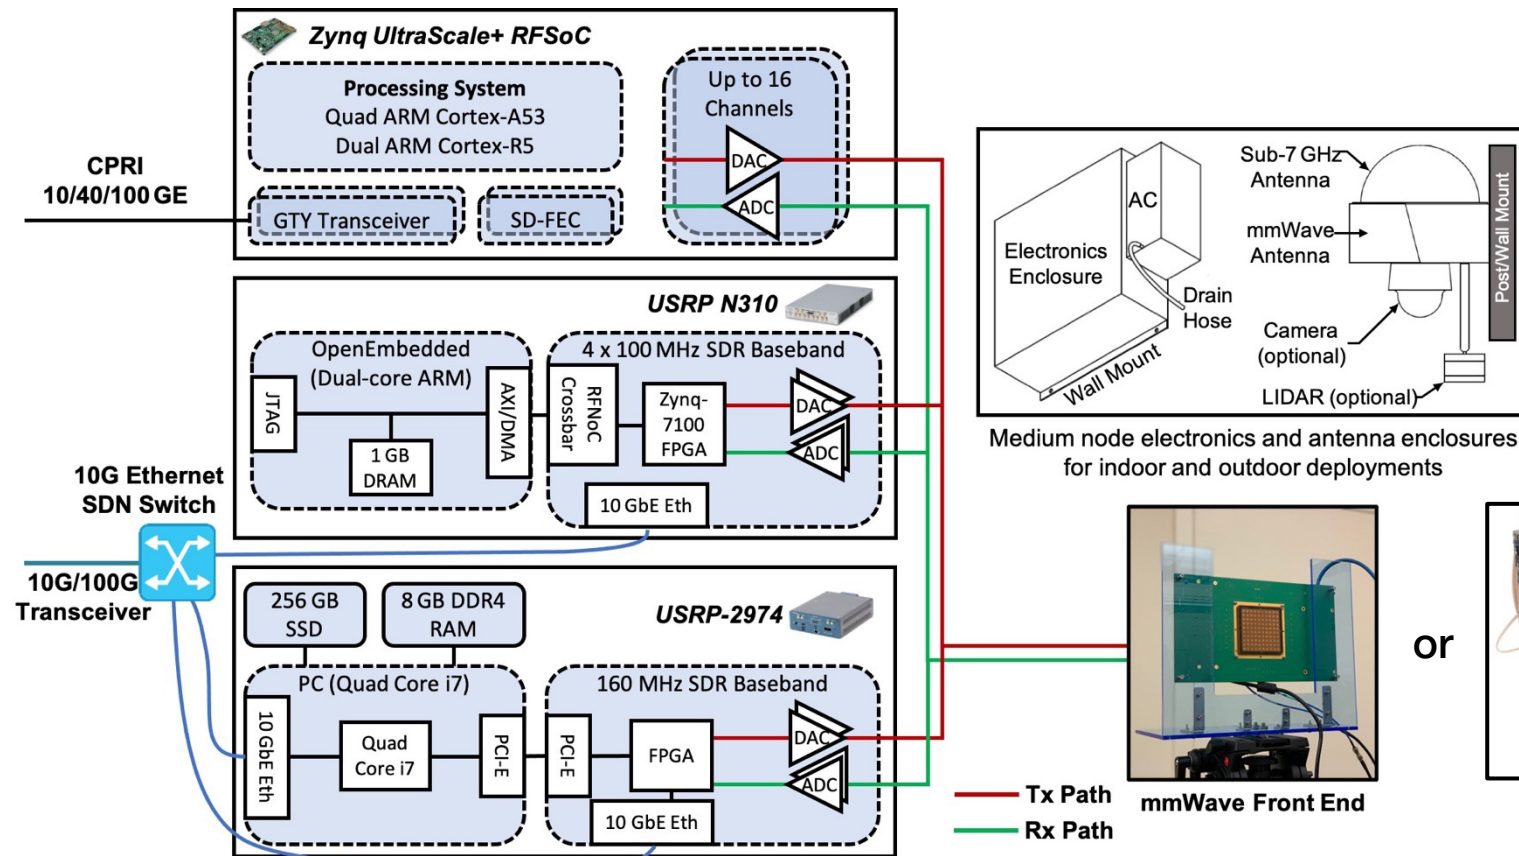 Zynq UltraScale+ RFSoC
Processing System
Quad ARM Cortex-A53
Dual ARM Cortex-R5
Up to 16
Channels
DAC
ADC
GTY Transceiver
SD-FEC
CPRI
10/40/100 GE
USRP N310
OpenEmbedded
(Dual-core ARM)
JTAG
1 GB
DRAM
AXI/DMA
4 x 100 MHz SDR Baseband
RFNoC
Crossbar
Zynq-
7100
FPGA
DAC
ADC
10 GbE Eth
10G Ethernet
SDN Switch
10G/100G
Transceiver
USRP-2974
256 GB
SSD
8 GB DDR4
RAM
PC (Quad Core i7)
10 GbE Eth
Quad
Core i7
PCI-E
160 MHz SDR Baseband
PCI-E
FPGA
DAC
ADC
10 GbE Eth
Electronics
Enclosure
AC
Drain
Hose
Wall Mount
Sub-7 GHz
Antenna
mmWave
Antenna
Camera
(optional)
LIDAR (optional)
Post/Wall Mount
Medium node electronics and antenna enclosures
for indoor and outdoor deployments
or
mmWave Front End
Tx Path
Rx Path